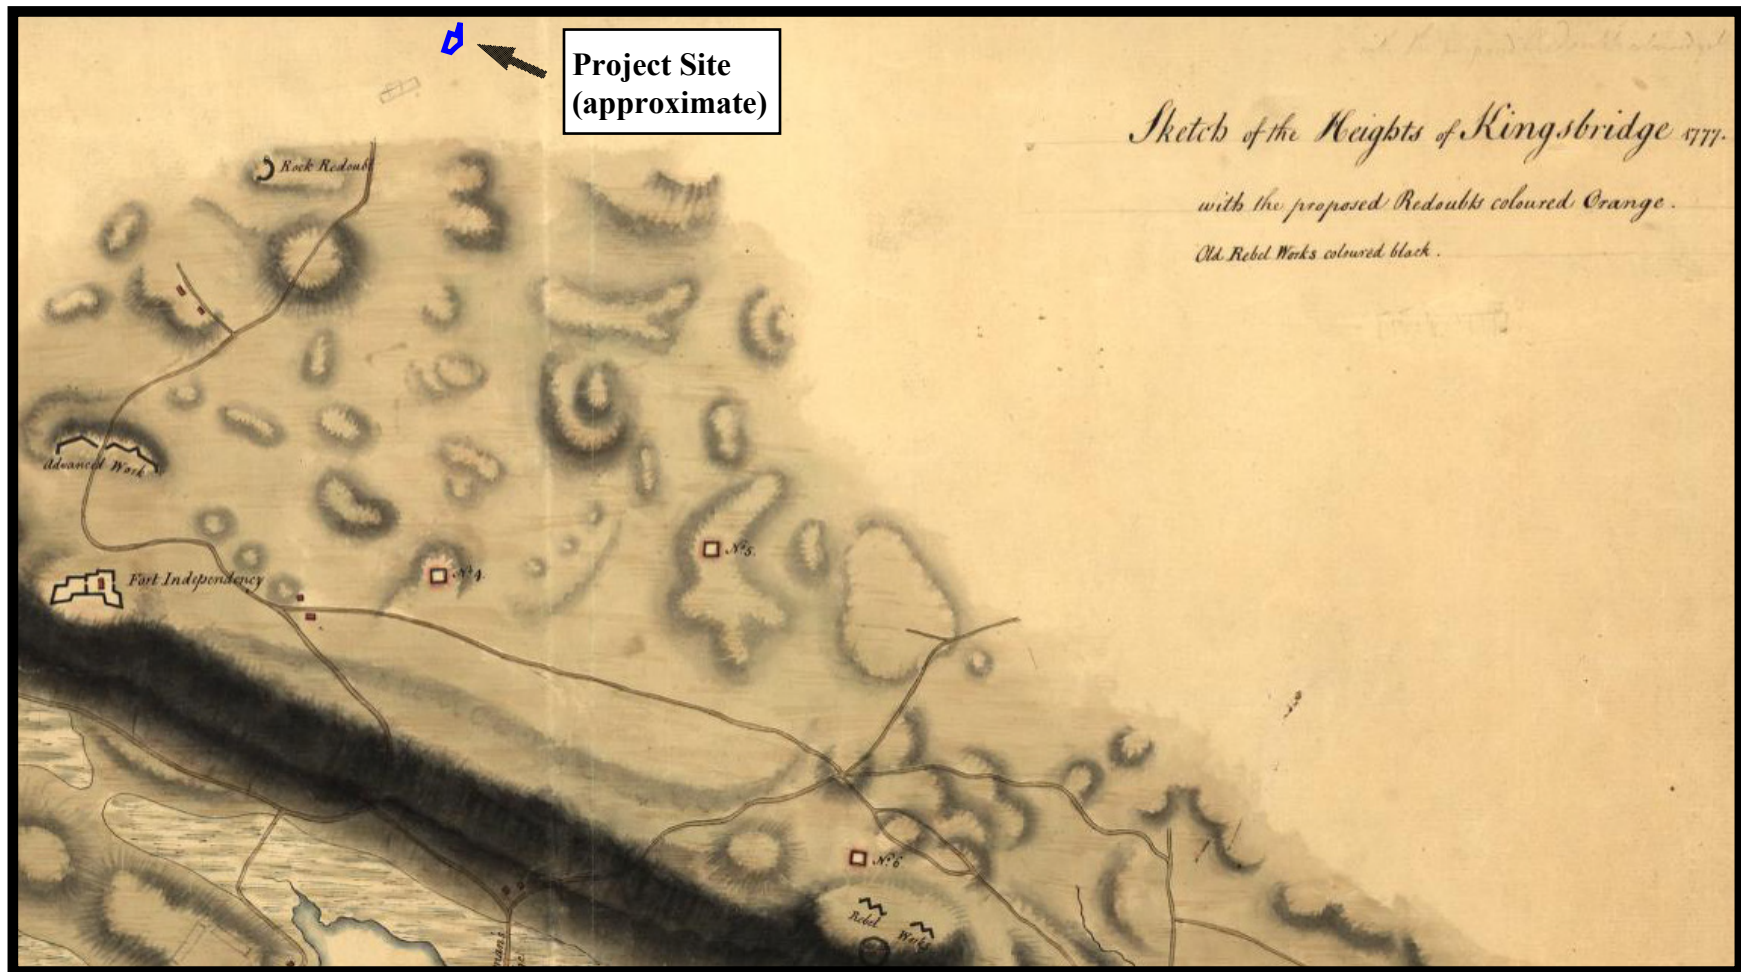 Project Site
(approximate)
Sketch of the Heights of Kingsbridge 1777.
with the proposed Redoubts coloured Orange.
Old Rebel Works coloured black.
Rock Redoubt
Advanced Work
Nº 5.
Nº 4.
Fort Independency
Nº 6
Rebel Works